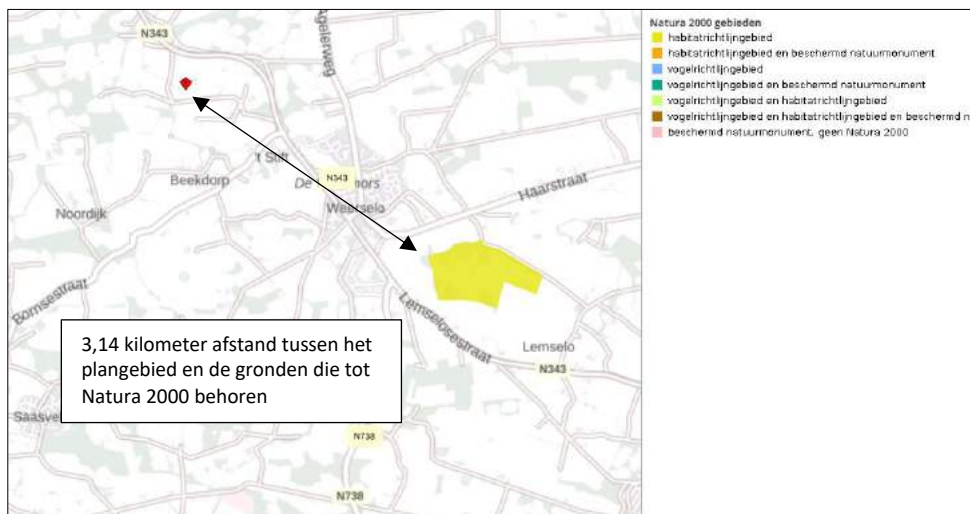 N343
Natura 2000 gebieden
habitatrichtlijngebied
habitatrichtlijngebied en beschermd natuurmonument
vogelrichtlijngebied
vogelrichtlijngebied en beschermd natuurmonument
vogelrichtlijngebied en habitatrichtlijngebied
vogelrichtlijngebied en habitatrichtlijngebied en beschermd n
beschermd natuurmonument, geen Natura 2000
agelerweg
't Stift
Beekdorp
De
mors
N343
Haarstraat
Noordijk
Weerselo
Bornsestraat
Lemselosestraat
Lemselo
N343
3,14 kilometer afstand tussen het
plangebied en de gronden die tot
Natura 2000 behoren
Saasve
N738
N738